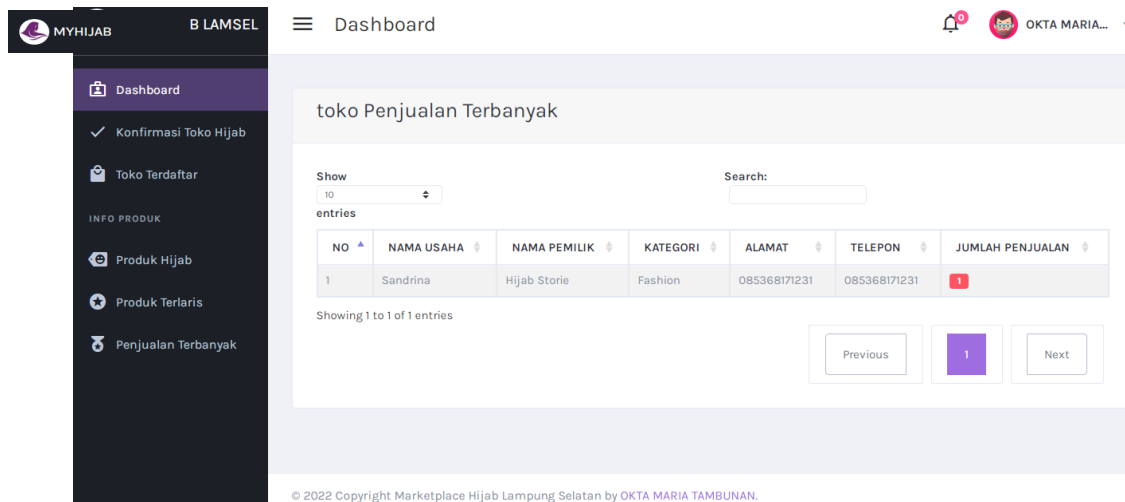 MYHIJAB
B LAMSEL
Dashboard
0
OKTA MARIA...
Dashboard
Konfirmasi Toko Hijab
Toko Terdaftar
INFO PRODUK
Produk Hijab
Produk Terlaris
Penjualan Terbanyak
toko Penjualan Terbanyak
Show
10
entries
Search:
NO NAMA USAHA NAMA PEMILIK KATEGORI ALAMAT TELEPON JUMLAH PENJUALAN
1 Sandrina Hijab Storie Fashion 085368171231 085368171231 1
Showing 1 to 1 of 1 entries
Previous 1 Next
© 2022 Copyright Marketplace Hijab Lampung Selatan by OKTA MARIA TAMBUNAN.